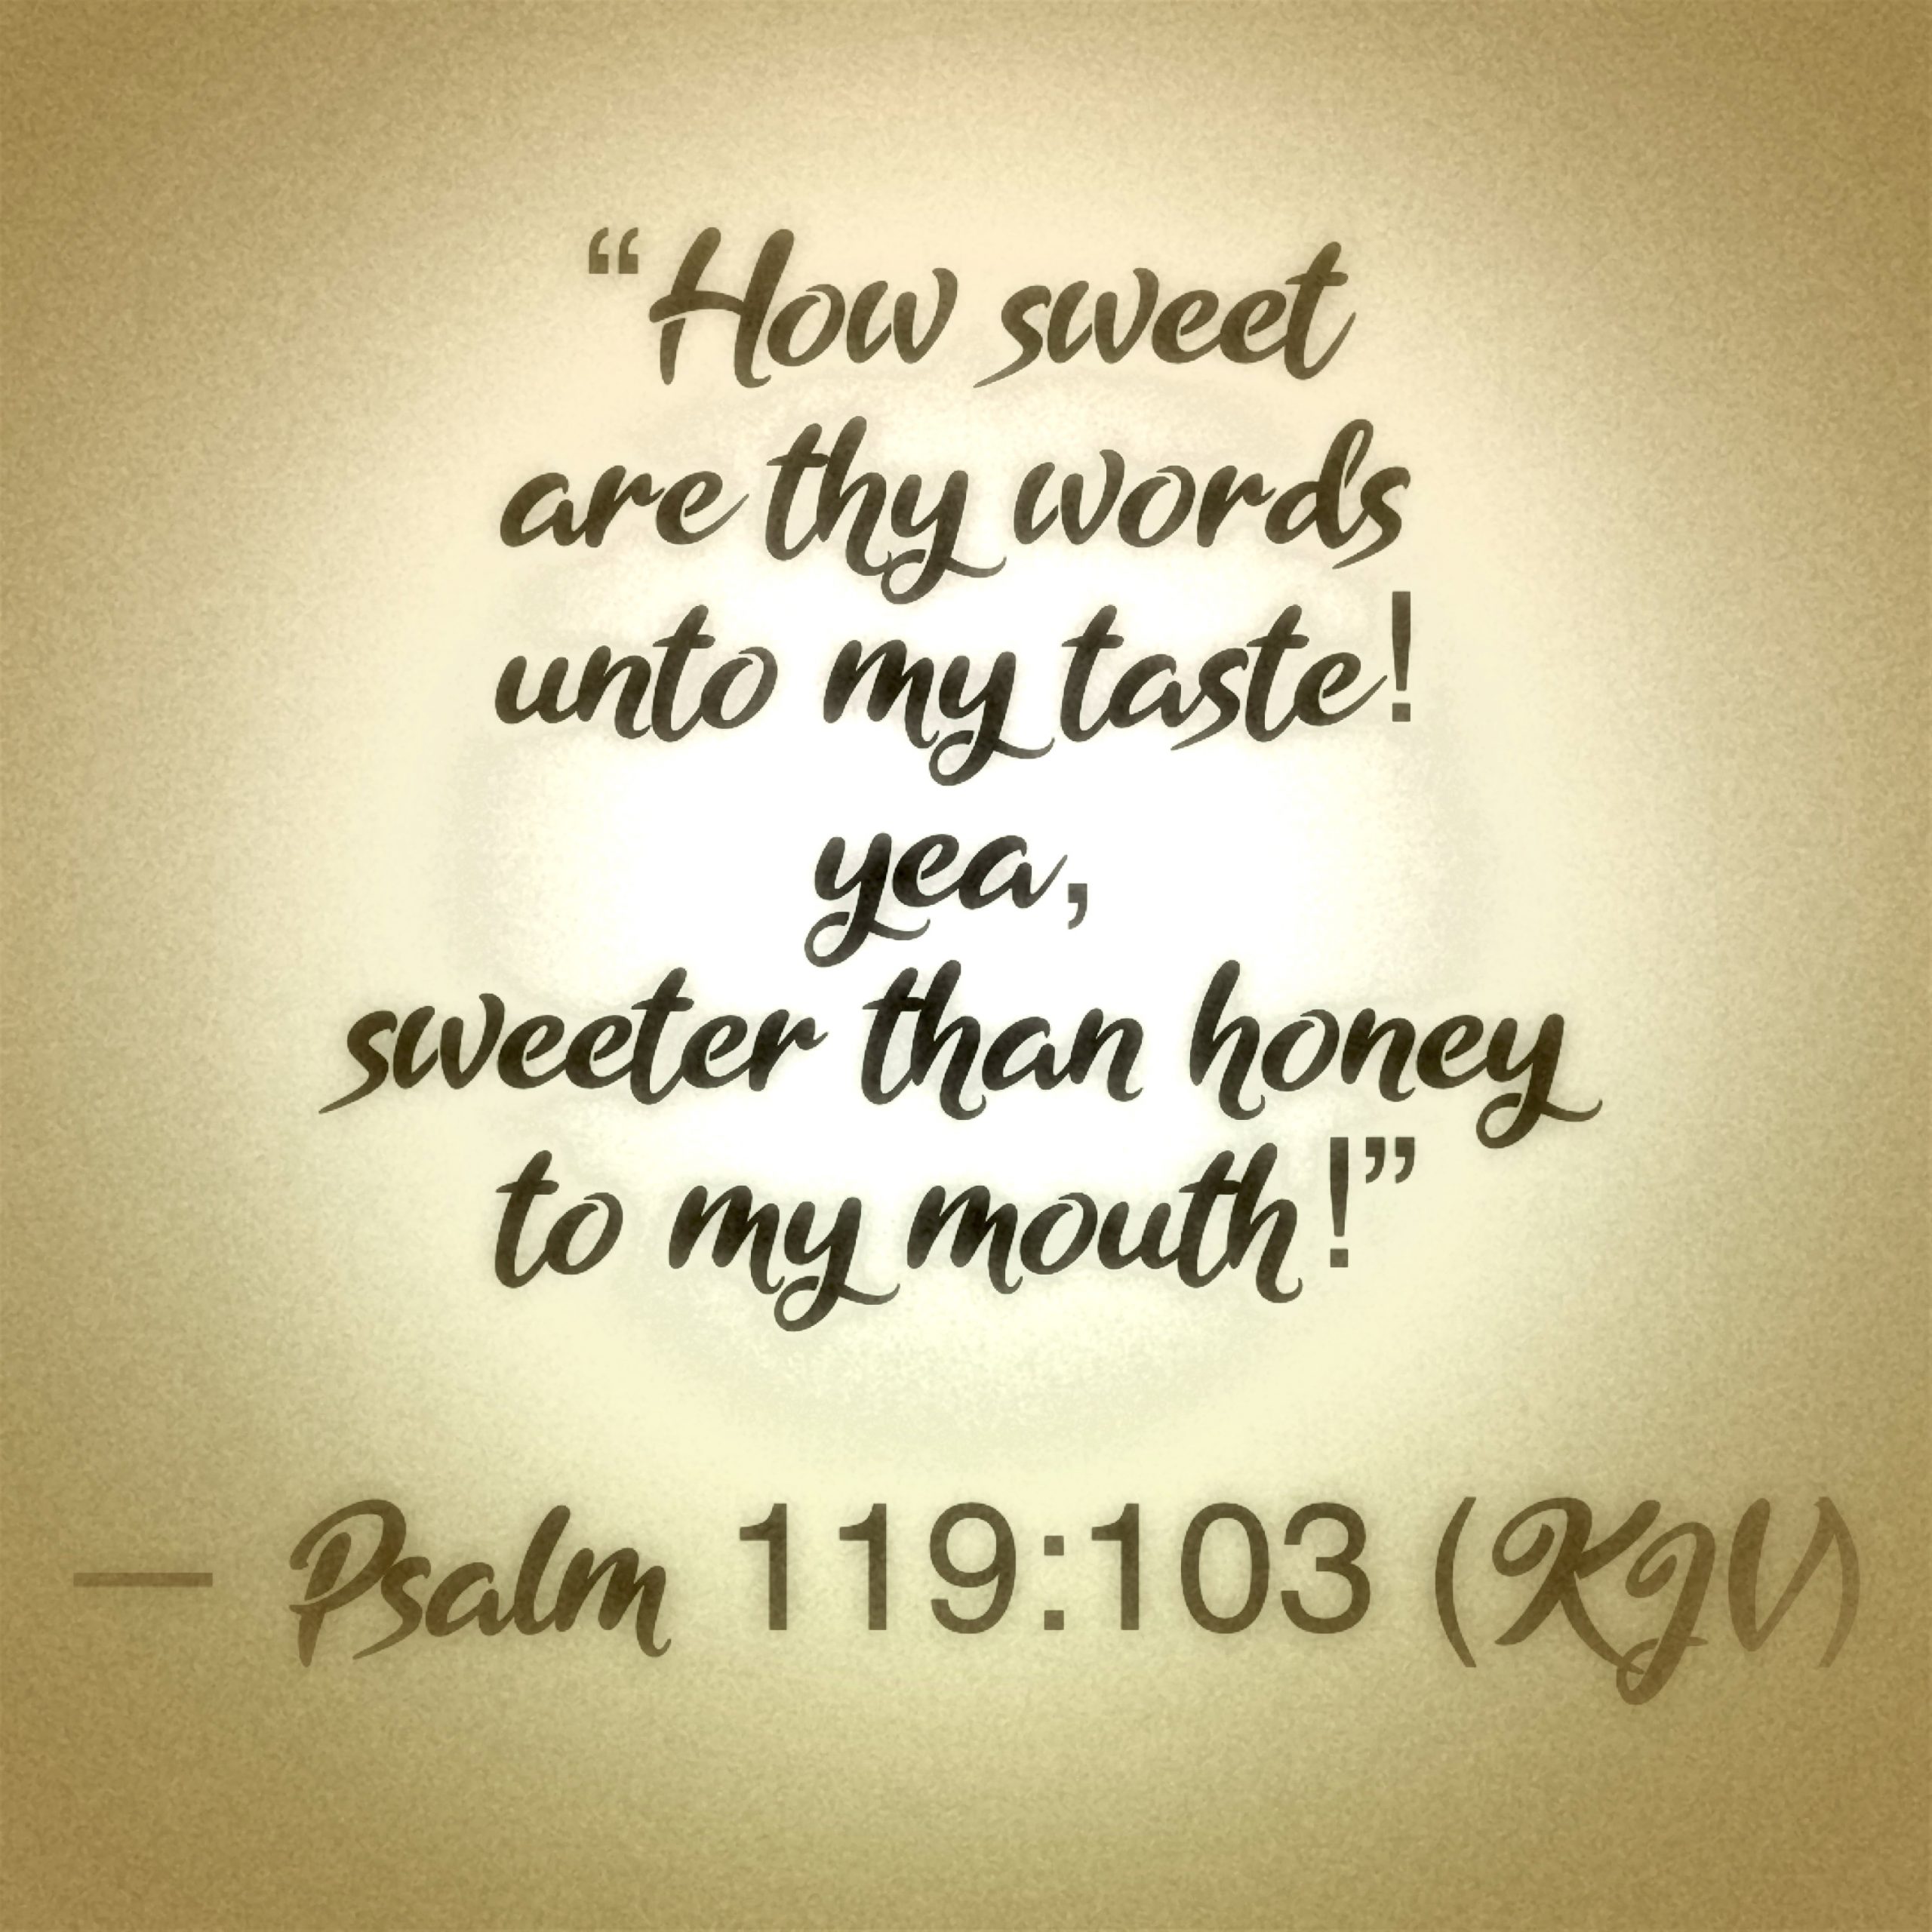 “How sweet
are thy words
unto my taste!
yea,
sweeter than honey
to my mouth!”
— Psalm 119:103 (KJV)